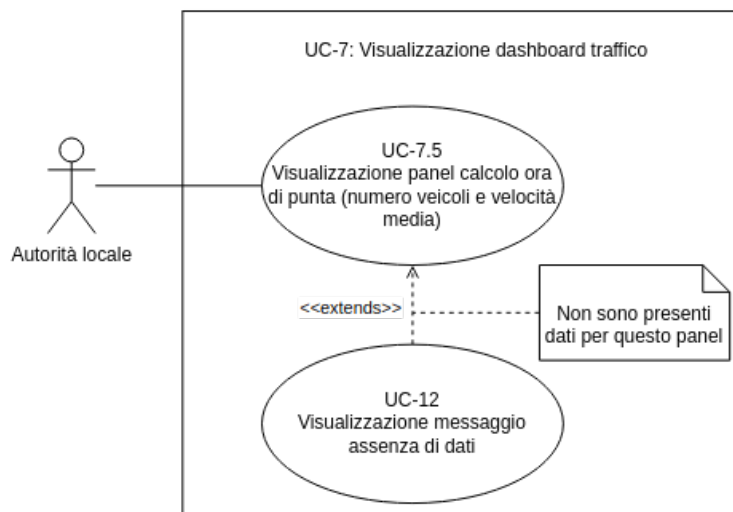 UC-7: Visualizzazione dashboard traffico
UC-7.5
Visualizzazione panel calcolo ora
di punta (numero veicoli e velocità
media)
Autorità locale
<<extends>>
Non sono presenti
dati per questo panel
UC-12
Visualizzazione messaggio
assenza di dati